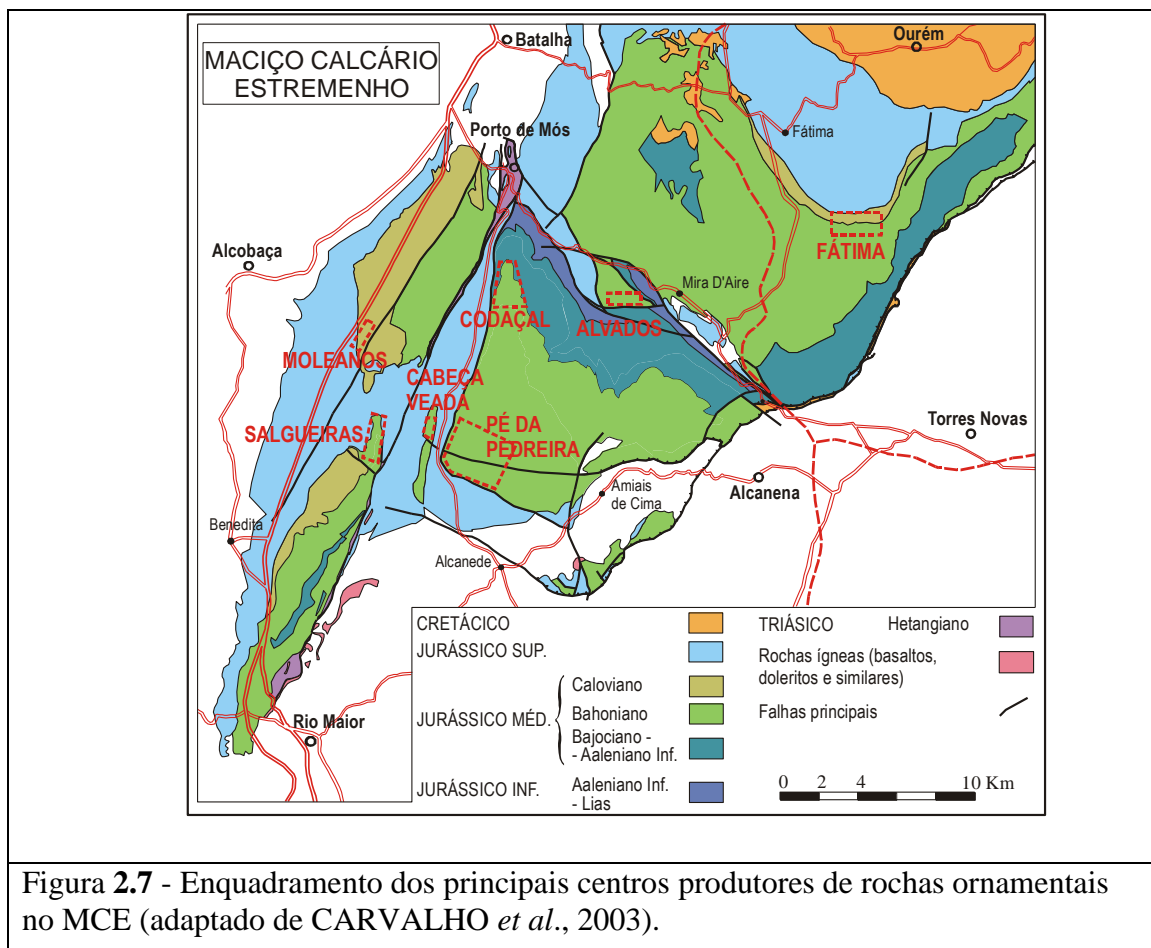 MACIÇO CALCÁRIO
ESTREMENHO
Batalha
Ourém
Porto de Mós
Fátima
Alcobaça
FÁTIMA
Mira D'Aire
CODAÇAL
ALVADOS
MOLEANOS
CABEÇA
VEADA
SALGUEIRAS
PÉ DA
PEDREIRA
Torres Novas
Amiais
de Cima
Alcanena
Benedita
Alcanede
Rio Maior
CRETÁCICO
JURÁSSICO SUP.
JURÁSSICO MÉD.
Caloviano
Bahoniano
Bajociano -
- Aaleniano Inf.
JURÁSSICO INF.
Aaleniano Inf.
- Lias
TRIÁSICO Hetangiano
Rochas ígneas (basaltos,
doleritos e similares)
Falhas principais
0 2 4 6 10 Km
Figura 2.7 - Enquadramento dos principais centros produtores de rochas ornamentais
no MCE (adaptado de CARVALHO et al., 2003).